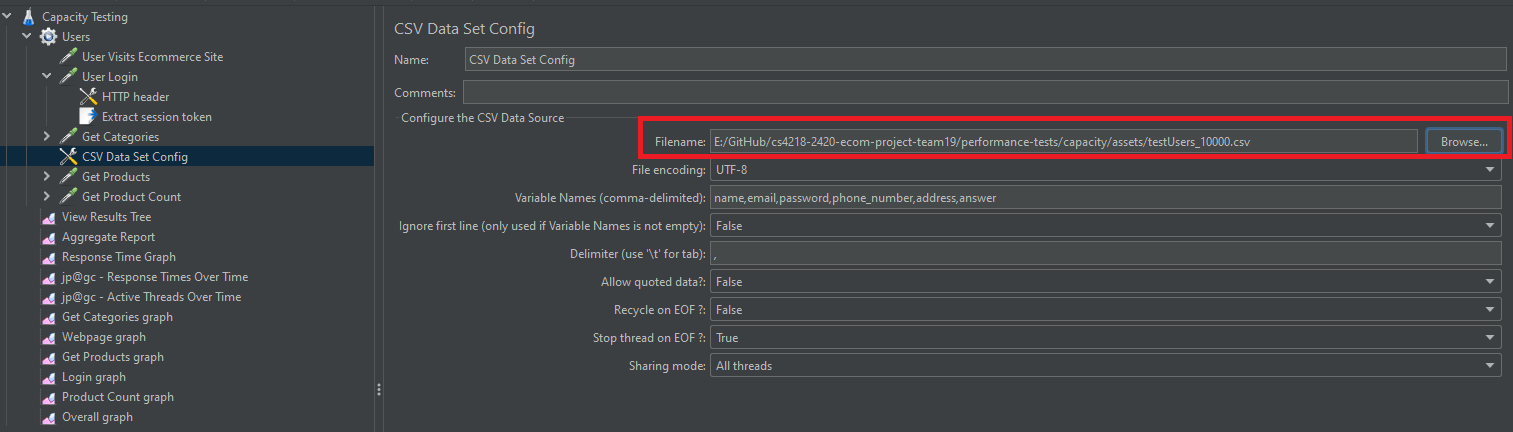 Capacity Testing
Users
User Visits Ecommerce Site
User Login
HTTP header
Extract session token
Get Categories
CSV Data Set Config
Get Products
Get Product Count
View Results Tree
Aggregate Report
Response Time Graph
jp@gc - Response Times Over Time
jp@gc - Active Threads Over Time
Get Categories graph
Webpage graph
Get Products graph
Login graph
Product Count graph
Overall graph
CSV Data Set Config
Name: CSV Data Set Config
Comments:
Configure the CSV Data Source
Filename: E:/GitHub/cs4218-2420-ecom-project-team19/performance-tests/capacity/assets/testUsers_10000.csv Browse...
File encoding: UTF-8
Variable Names (comma-delimited): name,email,password,phone_number,address,answer
Ignore first line (only used if Variable Names is not empty): False
Delimiter (use '\t' for tab): ,
Allow quoted data?: False
Recycle on EOF ?: False
Stop thread on EOF ?: True
Sharing mode: All threads